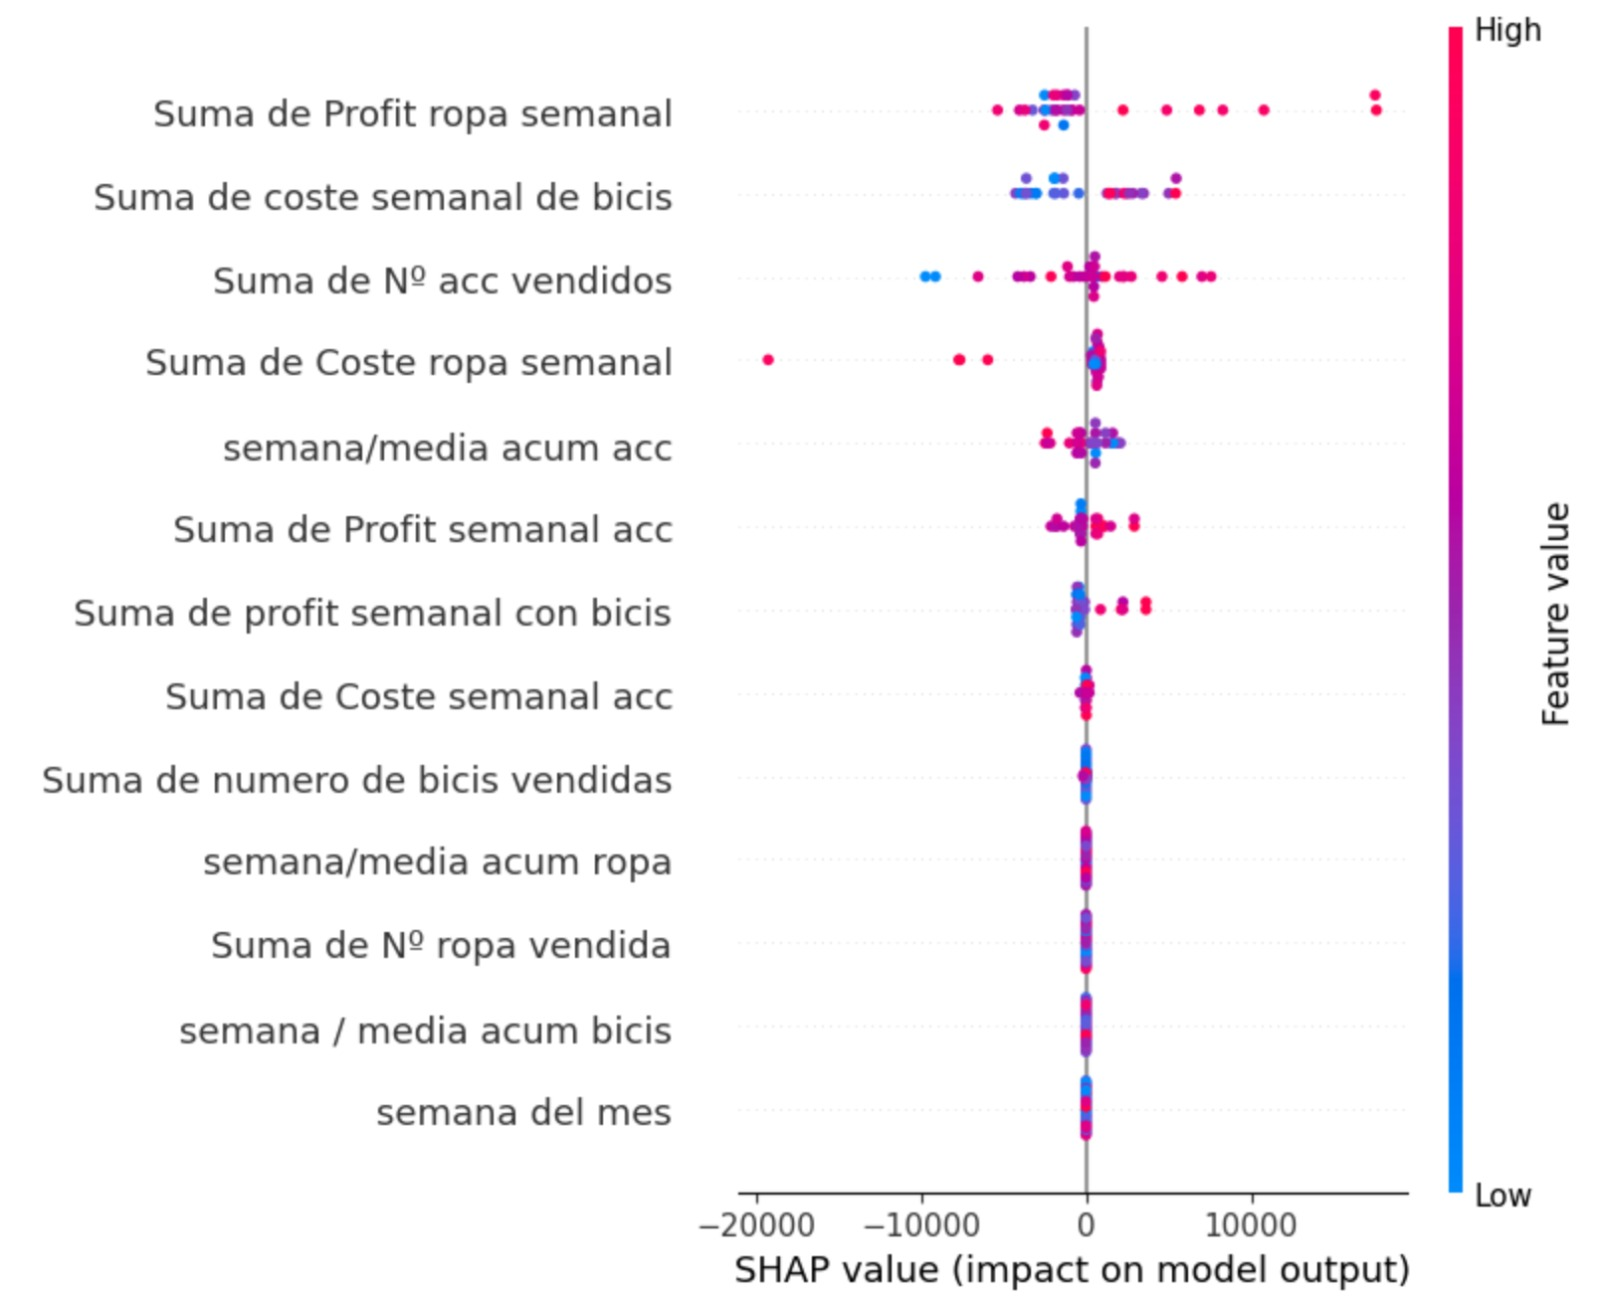 High
Suma de Profit ropa semanal
Suma de coste semanal de bicis
Suma de Nº acc vendidos
Suma de Coste ropa semanal
semana/media acum acc
Suma de Profit semanal acc
Suma de profit semanal con bicis
Suma de Coste semanal acc
Suma de numero de bicis vendidas
semana/media acum ropa
Suma de Nº ropa vendida
semana / media acum bicis
semana del mes
Feature value
Low
−20000 −10000 0 10000
SHAP value (impact on model output)